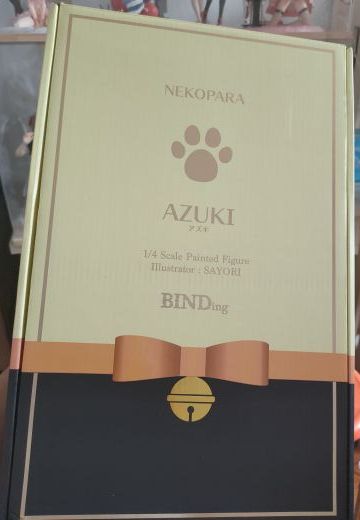 NEKOPARA
AZUKI
アズキ
1/4 Scale Painted Figure
Illustrator : SAYORI
BINDing